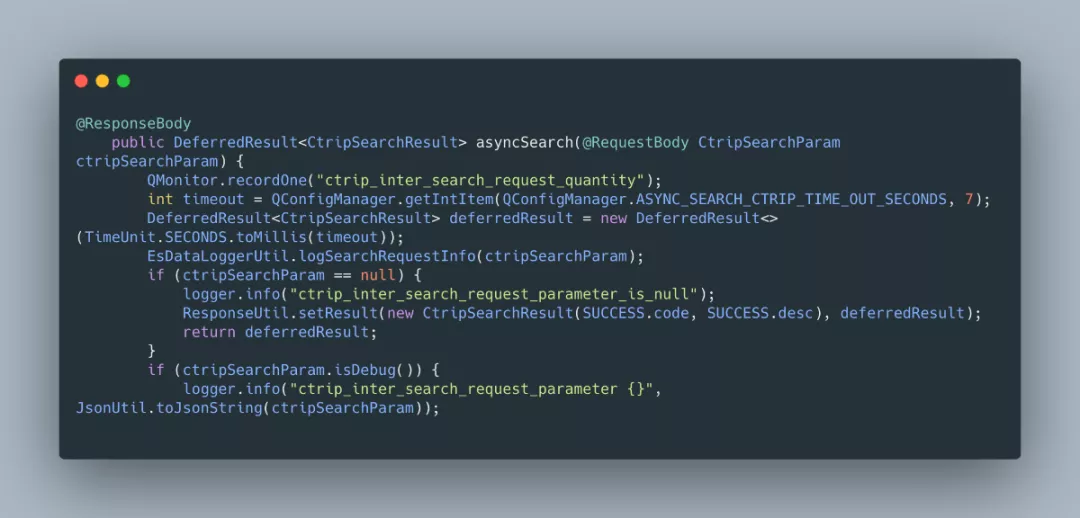 @ResponseBody
    public DeferredResult<CtripSearchResult> asyncSearch(@RequestBody CtripSearchParam
ctripSearchParam) {
        QMonitor.recordOne("ctrip_inter_search_request_quantity");
        int timeout = QConfigManager.getIntItem(QConfigManager.ASYNC_SEARCH_CTRIP_TIME_OUT_SECONDS, 7);
        DeferredResult<CtripSearchResult> deferredResult = new DeferredResult<>
(TimeUnit.SECONDS.toMillis(timeout));
        EsDataLoggerUtil.logSearchRequestInfo(ctripSearchParam);
        if (ctripSearchParam == null) {
            logger.info("ctrip_inter_search_request_parameter_is_null");
            ResponseUtil.setResult(new CtripSearchResult(SUCCESS.code, SUCCESS.desc), deferredResult);
            return deferredResult;
        }
        if (ctripSearchParam.isDebug()) {
            logger.info("ctrip_inter_search_request_parameter {}",
JsonUtil.toJsonString(ctripSearchParam));